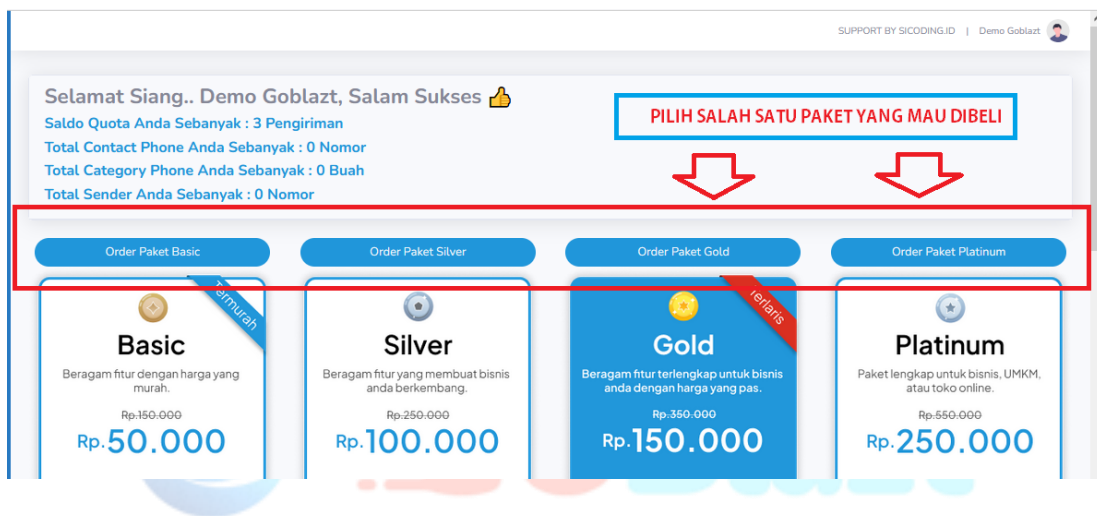 SUPPORT BY SICODING.ID | Demo Goblazt
Selamat Siang.. Demo Goblazt, Salam Sukses 👍
Saldo Quota Anda Sebanyak : 3 Pengiriman
Total Contact Phone Anda Sebanyak : 0 Nomor
Total Category Phone Anda Sebanyak : 0 Buah
Total Sender Anda Sebanyak : 0 Nomor
PILIH SALAH SATU PAKET YANG MAU DIBELI
Order Paket Basic
Order Paket Silver
Order Paket Gold
Order Paket Platinum
Termurah
Basic
Beragam fitur dengan harga yang
murah.
Rp.150.000
Rp.50.000
Silver
Beragam fitur yang membuat bisnis
anda berkembang.
Rp.250.000
Rp.100.000
Terlaris
Gold
Beragam fitur terlengkap untuk bisnis
anda dengan harga yang pas.
Rp.350.000
Rp.150.000
Platinum
Paket lengkap untuk bisnis, UMKM,
atau toko online.
Rp.550.000
Rp.250.000